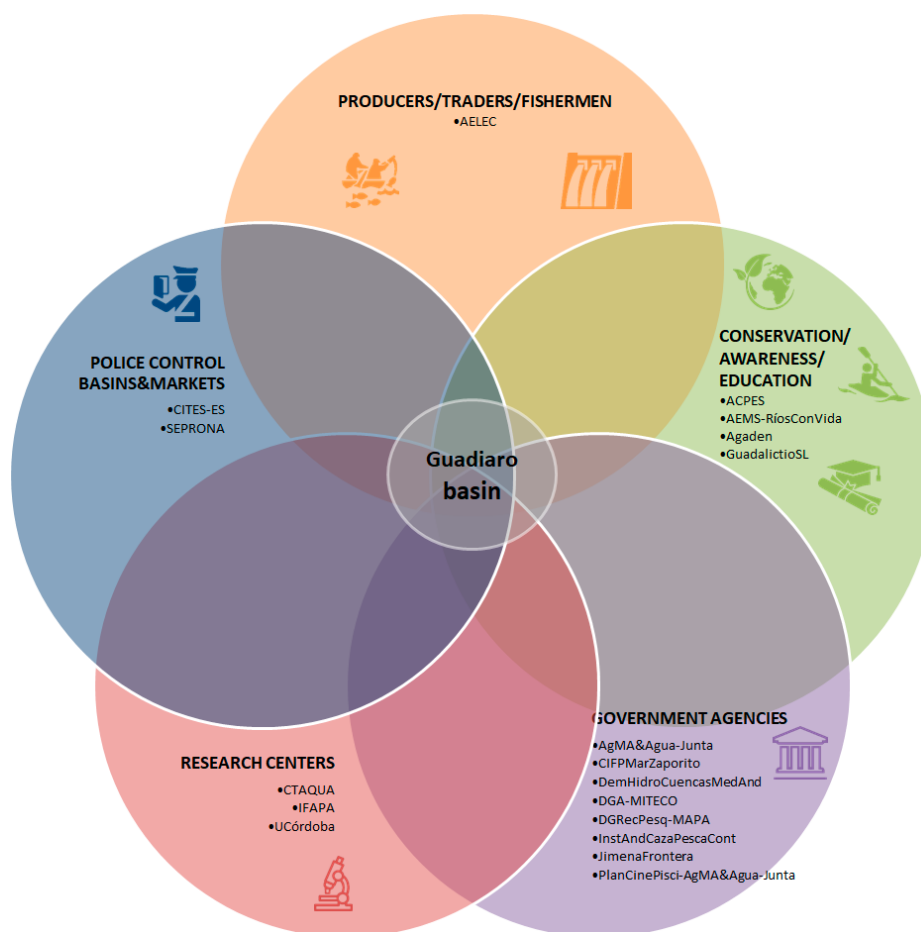 PRODUCERS/TRADERS/FISHERMEN
•AELEC
POLICE CONTROL
BASINS&MARKETS
•CITES-ES
•SEPRONA
CONSERVATION/
AWARENESS/
EDUCATION
•ACPES
•AEMS-RíosConVida
•Agaden
•GuadalictioSL
Guadiaro
basin
RESEARCH CENTERS
•CTAQUA
•IFAPA
•UCórdoba
GOVERNMENT AGENCIES
•AgMA&Agua-Junta
•CIFPMarZaporito
•DemHidroCuencasMedAnd
•DGA-MITECO
•DGRecPesq-MAPA
•InstAndCazaPescaCont
•JimenaFrontera
•PlanCinePisci-AgMA&Agua-Junta